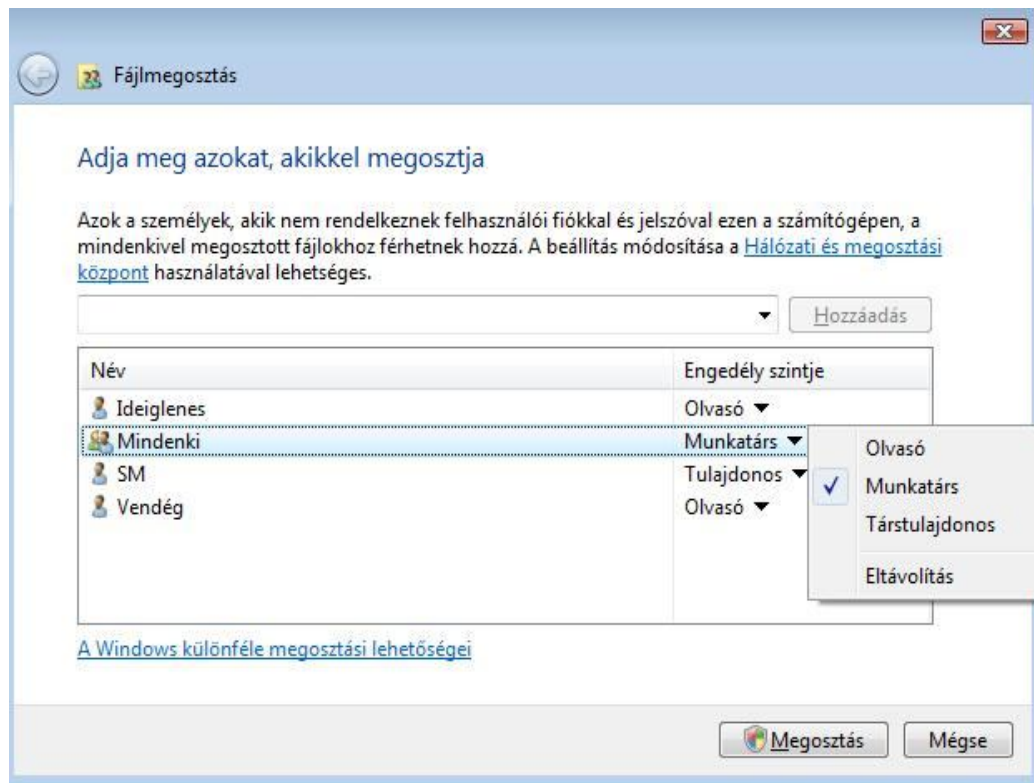 Fájlmegosztás
Adja meg azokat, akikkel megosztja
Azok a személyek, akik nem rendelkeznek felhasználói fiókkal és jelszóval ezen a számítógépen, a
mindenkivel megosztott fájlokhoz férhetnek hozzá. A beállítás módosítása a Hálózati és megosztási
központ használatával lehetséges.
Hozzáadás
Név Engedély szintje
Ideiglenes Olvasó
Mindenki Munkatárs
SM Tulajdonos
Vendég Olvasó
Olvasó
Munkatárs
Társtulajdonos
Eltávolítás
A Windows különféle megosztási lehetőségei
Megosztás Mégse